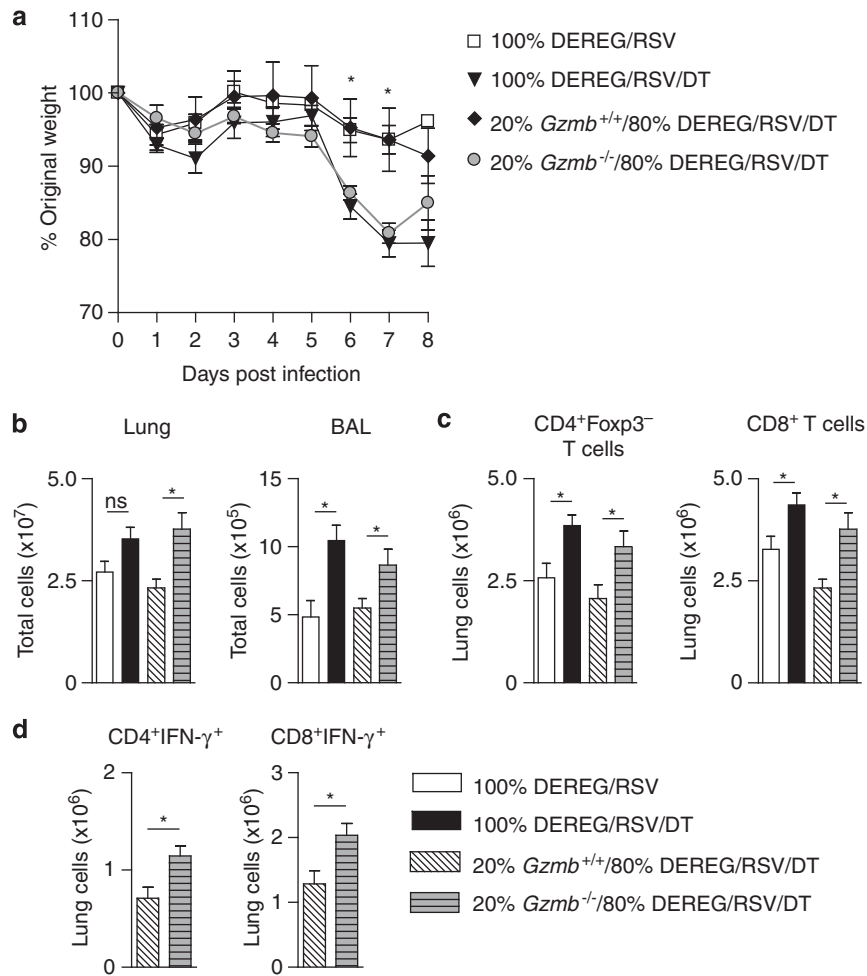 a
110
100
90
80
70
% Original weight
0 1 2 3 4 5 6 7 8
Days post infection
* *
100% DEREG/RSV
100% DEREG/RSV/DT
20% Gzmb+/+/80% DEREG/RSV/DT
20% Gzmb-/-/80% DEREG/RSV/DT
b
Lung
5.0
2.5
0
Total cells (x10⁷)
ns *
BAL
15
10
5
0
Total cells (x10⁵)
* *
c
CD4⁺Foxp3⁻
T cells
5.0
2.5
0
Lung cells (x10⁶)
* *
CD8⁺ T cells
5.0
2.5
0
Lung cells (x10⁶)
* *
d
CD4⁺IFN-γ⁺
2
1
0
Lung cells (x10⁶)
*
CD8⁺IFN-γ⁺
3
2
1
0
Lung cells (x10⁶)
*
100% DEREG/RSV
100% DEREG/RSV/DT
20% Gzmb+/+/80% DEREG/RSV/DT
20% Gzmb-/-/80% DEREG/RSV/DT